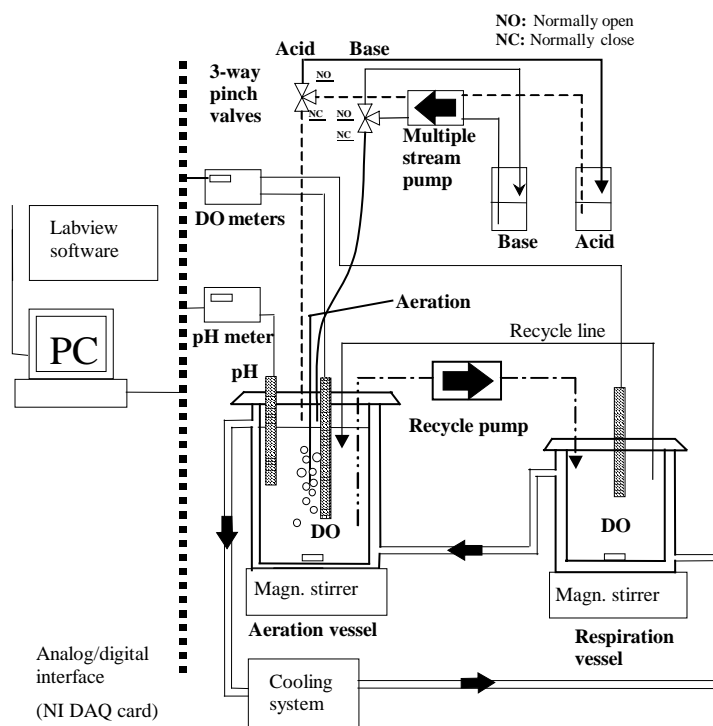 NO: Normally open
NC: Normally close
Acid
Base
3-way
pinch
valves
NO
NC
NO
NC
Multiple
stream
pump
DO meters
Base
Acid
Labview
software
Aeration
pH meter
Recycle line
PC
pH
Recycle pump
DO
DO
Magn. stirrer
Magn. stirrer
Aeration vessel
Respiration
vessel
Analog/digital
interface
(NI DAQ card)
Cooling
system